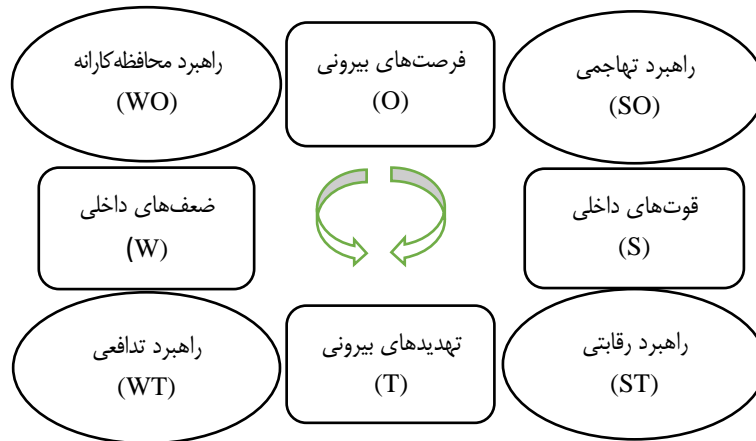 راهبرد تهاجمی
(SO)
فرصت‌های بیرونی
(O)
راهبرد محافظه‌کارانه
(WO)
قوت‌های داخلی
(S)
ضعف‌های داخلی
(W)
راهبرد رقابتی
(ST)
تهدیدهای بیرونی
(T)
راهبرد تدافعی
(WT)